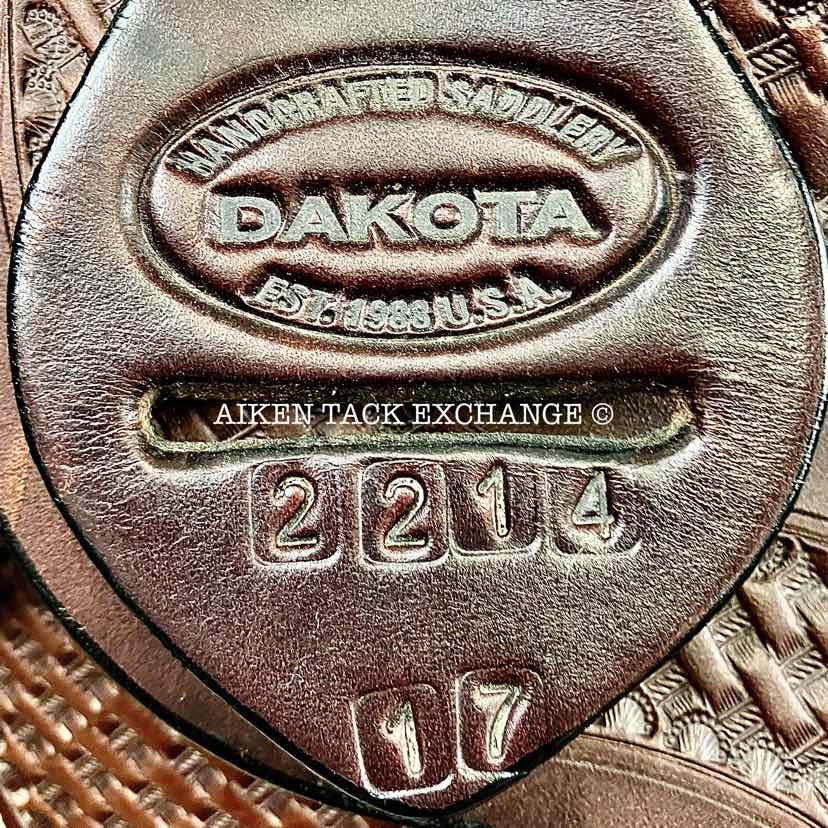 HANDCRAFTED SADDLERY
DAKOTA
EST. 1988 U.S.A.
AIKEN TACK EXCHANGE ©
2214
17